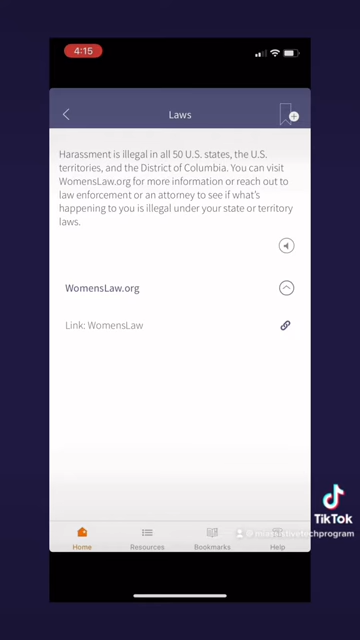 4:15
Laws
Harassment is illegal in all 50 U.S. states, the U.S.
territories, and the District of Columbia. You can visit
WomensLaw.org for more information or reach out to
law enforcement or an attorney to see if what's
happening to you is illegal under your state or territory
laws.
WomensLaw.org
Link: WomensLaw
TikTok
Home
Resources
Bookmarks
Help